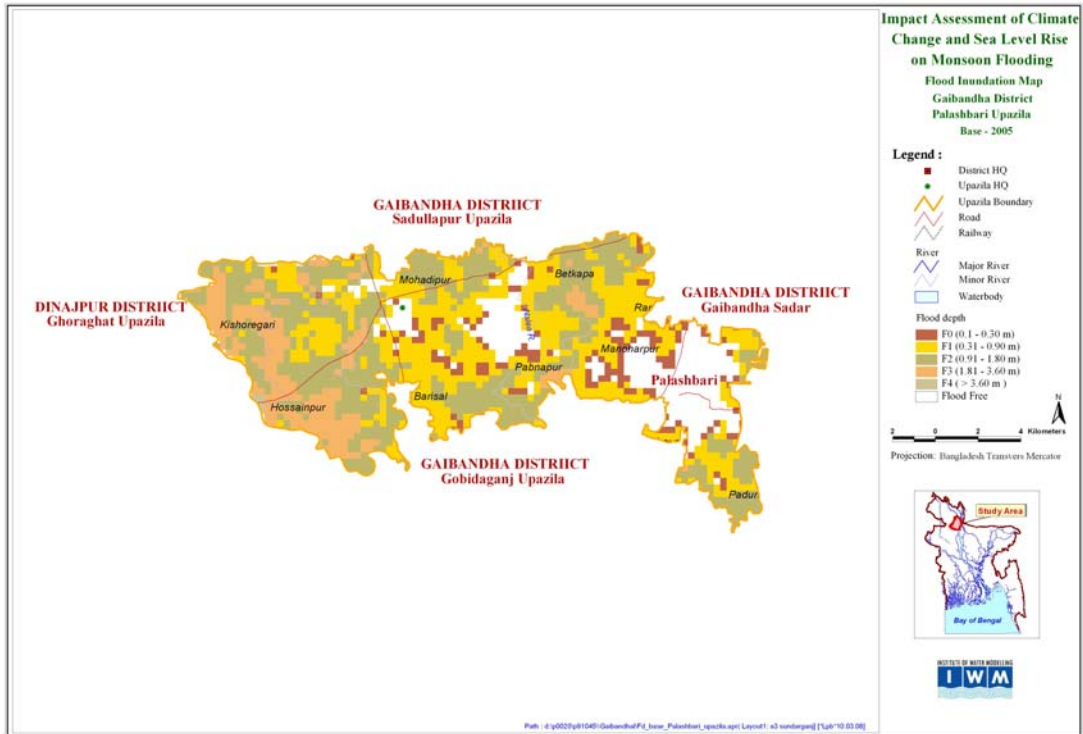 Impact Assessment of Climate
Change and Sea Level Rise
on Monsoon Flooding
Flood Inundation Map
Gaibandha District
Palashbari Upazila
Base - 2005
Legend :
District HQ
Upazila HQ
Upazila Boundary
Road
Railway
River
Major River
Minor River
Waterbody
Flood depth
F0 (0.1 - 0.30 m)
F1 (0.31 - 0.90 m)
F2 (0.91 - 1.80 m)
F3 (1.81 - 3.60 m)
F4 ( > 3.60 m )
Flood Free
N
2 0 2 4 Kilometers
Projection: Bangladesh Transvers Mercator
Study Area
Bay of Bengal
INSTITUTE OF WATER MODELLING
IWM
GAIBANDHA DISTRIICT
Sadullapur Upazila
DINAJPUR DISTRIICT
Ghoraghat Upazila
GAIBANDHA DISTRIICT
Gaibandha Sadar
GAIBANDHA DISTRIICT
Gobidaganj Upazila
Mohadipur
Betkapa
Rar
Kishoregari
Manoharpur
Pabnapur
Palashbari
Barisal
Hossainpur
Padur